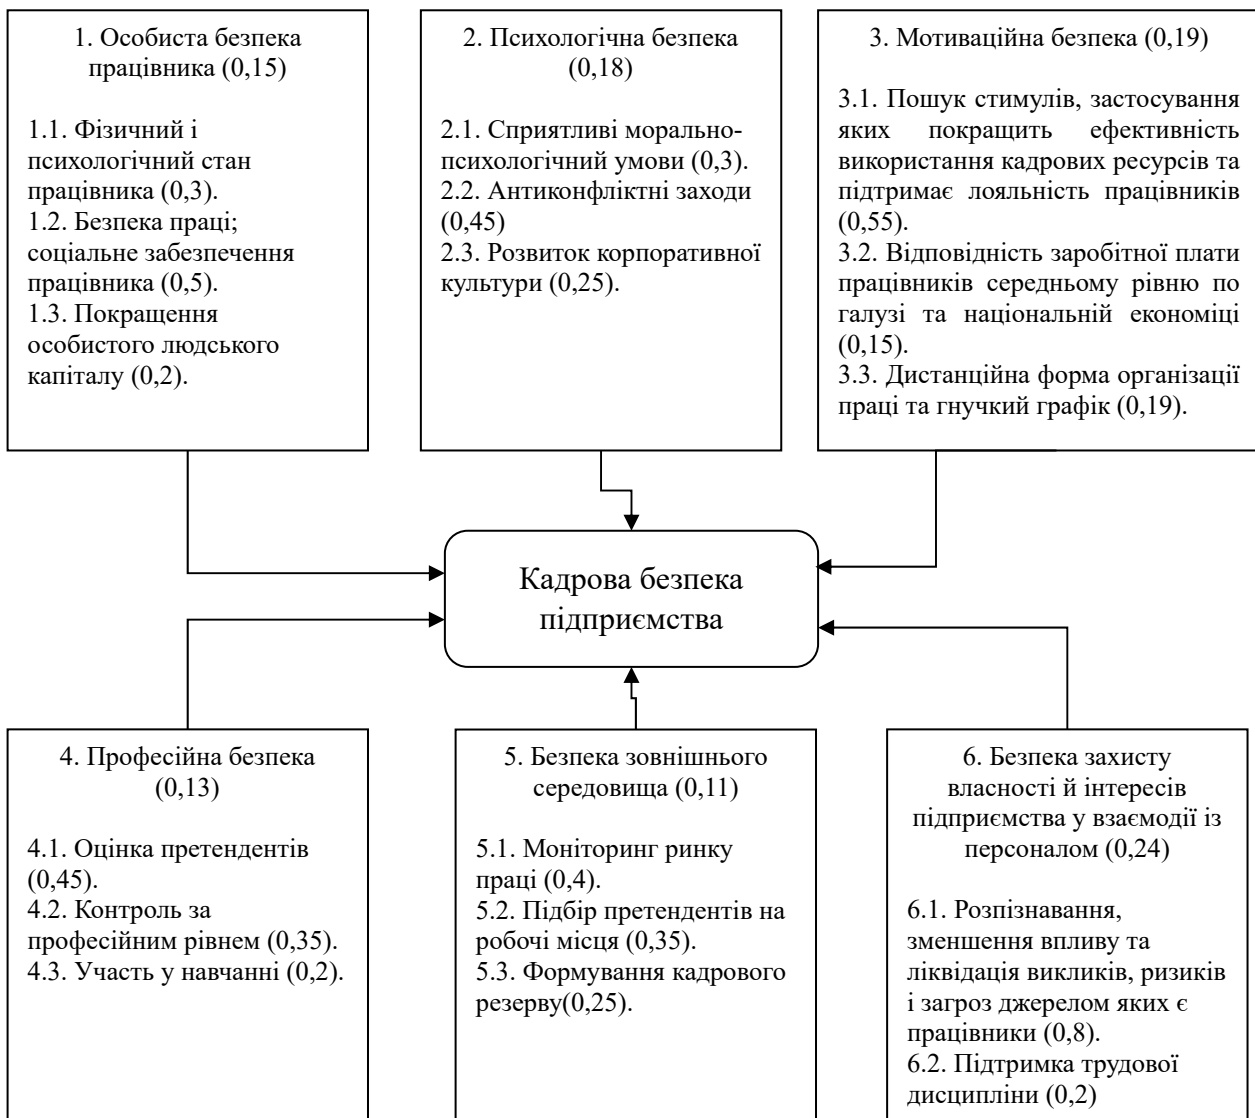 1. Особиста безпека
працівника (0,15)
1.1. Фізичний і
психологічний стан
працівника (0,3).
1.2. Безпека праці;
соціальне забезпечення
працівника (0,5).
1.3. Покращення
особистого людського
капіталу (0,2).
2. Психологічна безпека
(0,18)
2.1. Сприятливі морально-
психологічний умови (0,3).
2.2. Антиконфліктні заходи
(0,45)
2.3. Розвиток корпоративної
культури (0,25).
3. Мотиваційна безпека (0,19)
3.1. Пошук стимулів, застосування
яких покращить ефективність
використання кадрових ресурсів та
підтримає лояльність працівників
(0,55).
3.2. Відповідність заробітної плати
працівників середньому рівню по
галузі та національній економіці
(0,15).
3.3. Дистанційна форма організації
праці та гнучкий графік (0,19).
Кадрова безпека
підприємства
4. Професійна безпека
(0,13)
4.1. Оцінка претендентів
(0,45).
4.2. Контроль за
професійним рівнем (0,35).
4.3. Участь у навчанні (0,2).
5. Безпека зовнішнього
середовища (0,11)
5.1. Моніторинг ринку
праці (0,4).
5.2. Підбір претендентів на
робочі місця (0,35).
5.3. Формування кадрового
резерву(0,25).
6. Безпека захисту
власності й інтересів
підприємства у взаємодії із
персоналом (0,24)
6.1. Розпізнавання,
зменшення впливу та
ліквідація викликів, ризиків
і загроз джерелом яких є
працівники (0,8).
6.2. Підтримка трудової
дисципліни (0,2)